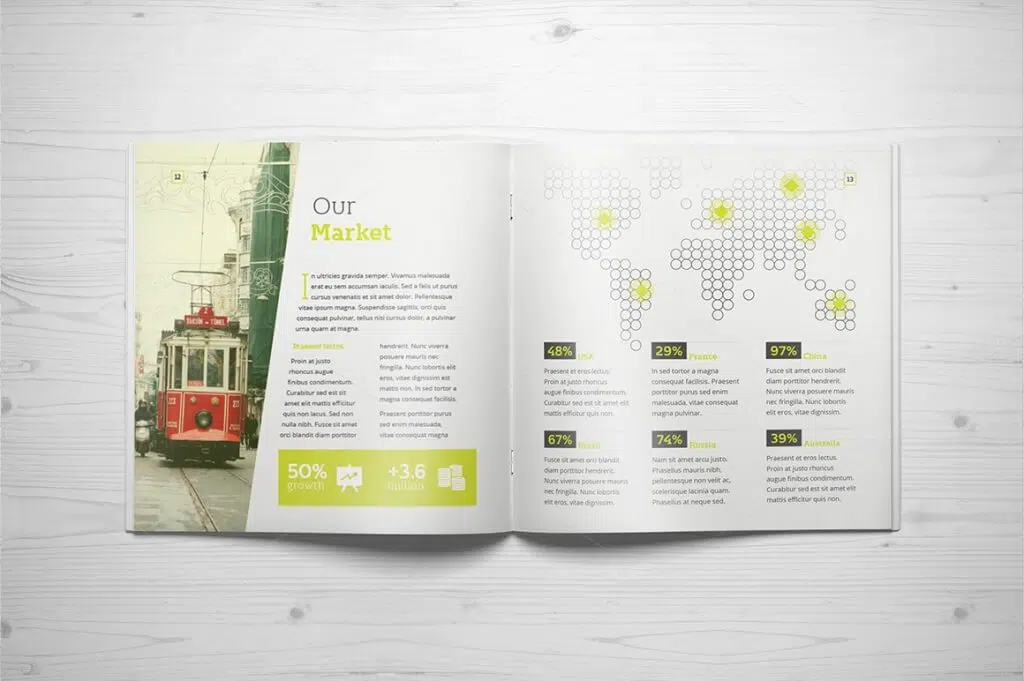 12
Our
Market
In ultricies gravida semper. Vivamus malesuada
erat eu sem accumsan iaculis. Sed a felis ut purus
cursus venenatis et sit amet dolor. Pellentesque
vitae ipsum magna. Suspendisse sagittis, orci quis
consequat pulvinar, tellus nisi cursus dolor, a pulvinar
urna quam at magna.
Praesent lectus
Proin at justo
rhoncus augue
finibus condimentum.
Curabitur sed est sit
amet elit mattis efficitur
quis non lacus. Sed non
nulla nibh. Fusce sit amet
orci blandit diam porttitor
hendrerit. Nunc viverra
posuere mauris nec
fringilla. Nunc lobortis elit
eros, vitae dignissim est
mattis non. In sed tortor a
magna consequat facilisis.
Praesent porttitor purus
sed enim malesuada,
vitae consequat magna
50%
growth
+3.6
13
48% USA
Praesent et eros lectus.
Proin at justo rhoncus
augue finibus condimentum.
Curabitur sed est sit amet elit
mattis efficitur quis non.
29% France
In sed tortor a magna
consequat facilisis. Praesent
porttitor purus sed enim
malesuada, vitae consequat
magna pulvinar.
97% China
Fusce sit amet orci blandit
diam porttitor hendrerit.
Nunc viverra posuere mauris
nec fringilla. Nunc lobortis
elit eros, vitae dignissim.
67% Brazil
Fusce sit amet orci blandit
diam porttitor hendrerit.
Nunc viverra posuere mauris
nec fringilla. Nunc lobortis
elit eros, vitae dignissim.
74% Russia
Nam sit amet arcu justo.
Phasellus mauris nibh,
pellentesque non velit ac,
scelerisque lacinia quam.
Phasellus at neque sed.
39% Australia
Praesent et eros lectus.
Proin at justo rhoncus
augue finibus condimentum.
Curabitur sed est sit amet elit
mattis efficitur quis non.